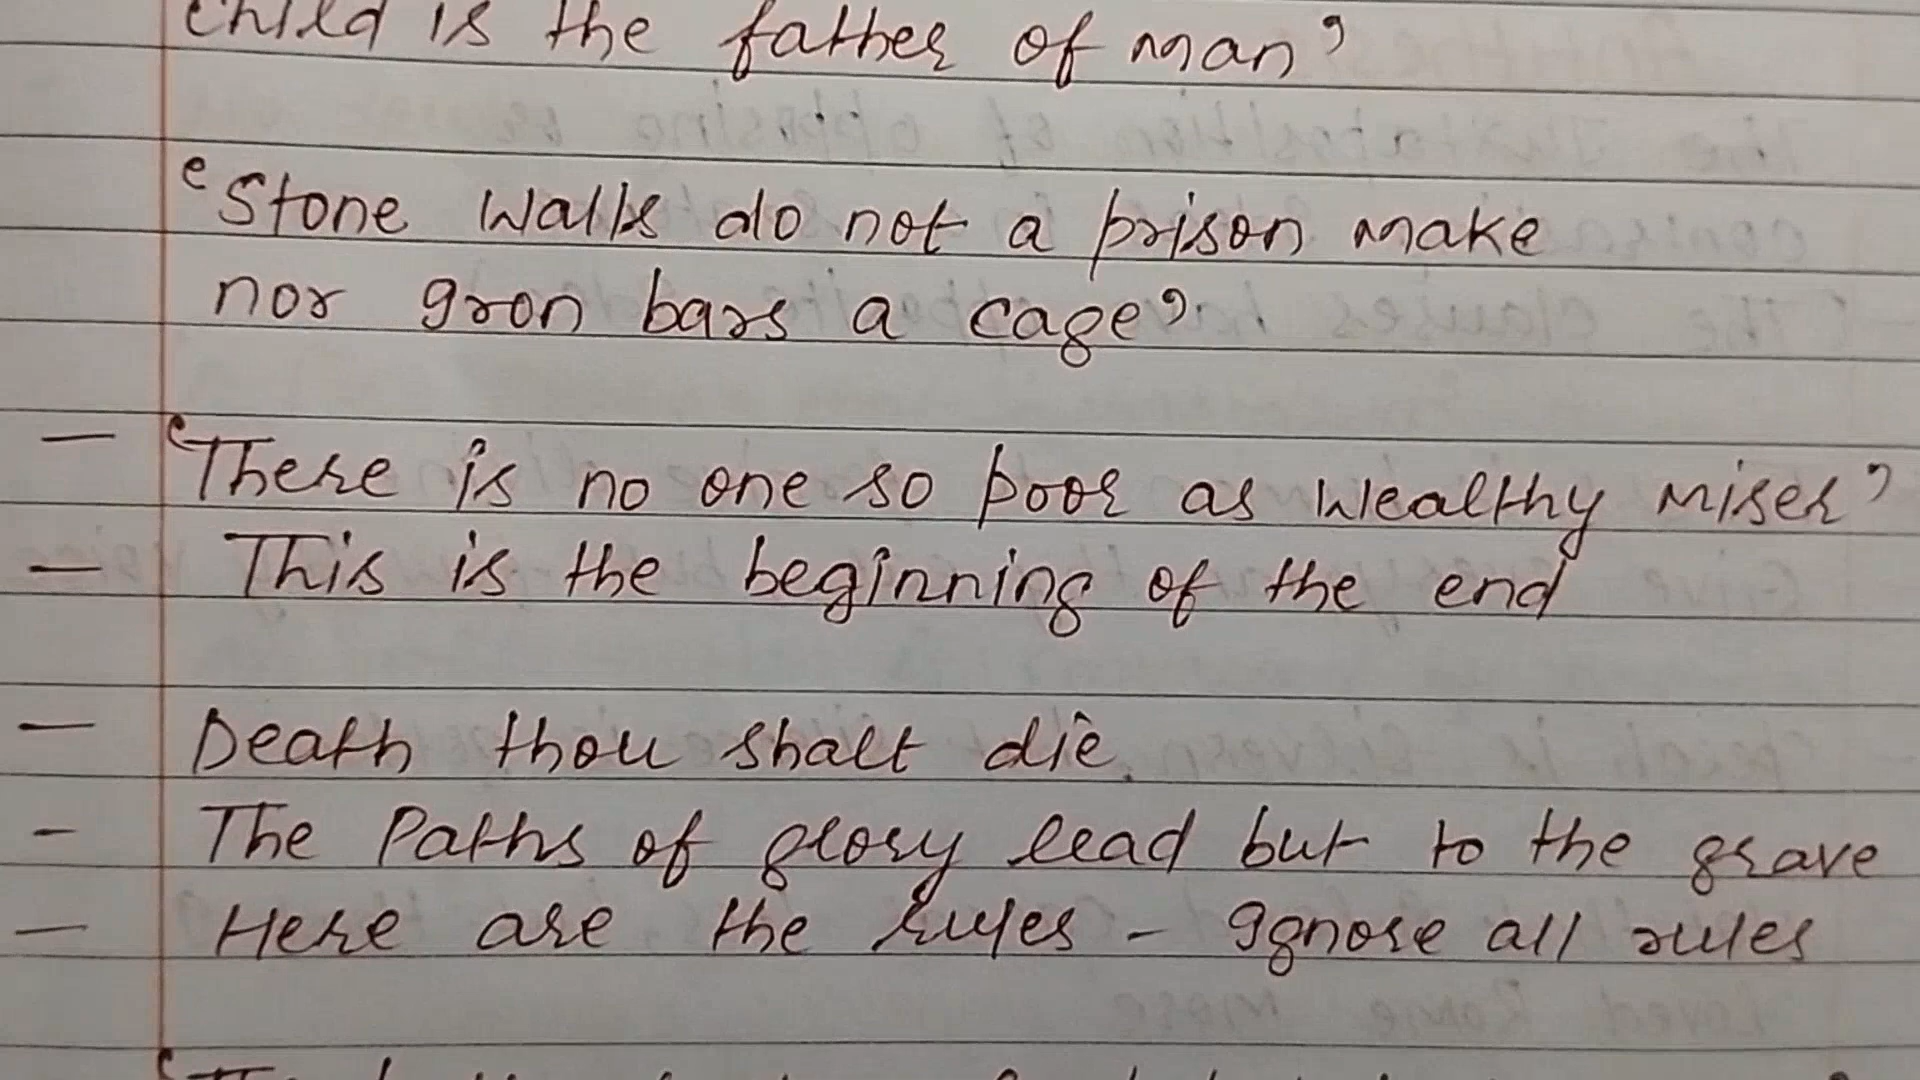 child is the father of man'
'Stone walls do not a prison make
nor iron bars a cage'.
— 'There is no one so poor as wealthy miser'
— This is the beginning of the end
— Death thou shalt die.
- The Paths of glory lead but to the grave
— Here are the rules - Ignore all rules